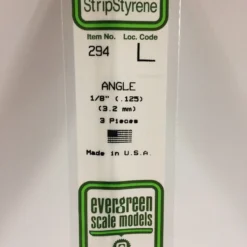 StripStyrene
Item No. Loc. Code
294 L
ANGLE
1/8" (.125)
(3.2 mm)
3 Pieces
Made in U.S.A.
evergreen
scale models